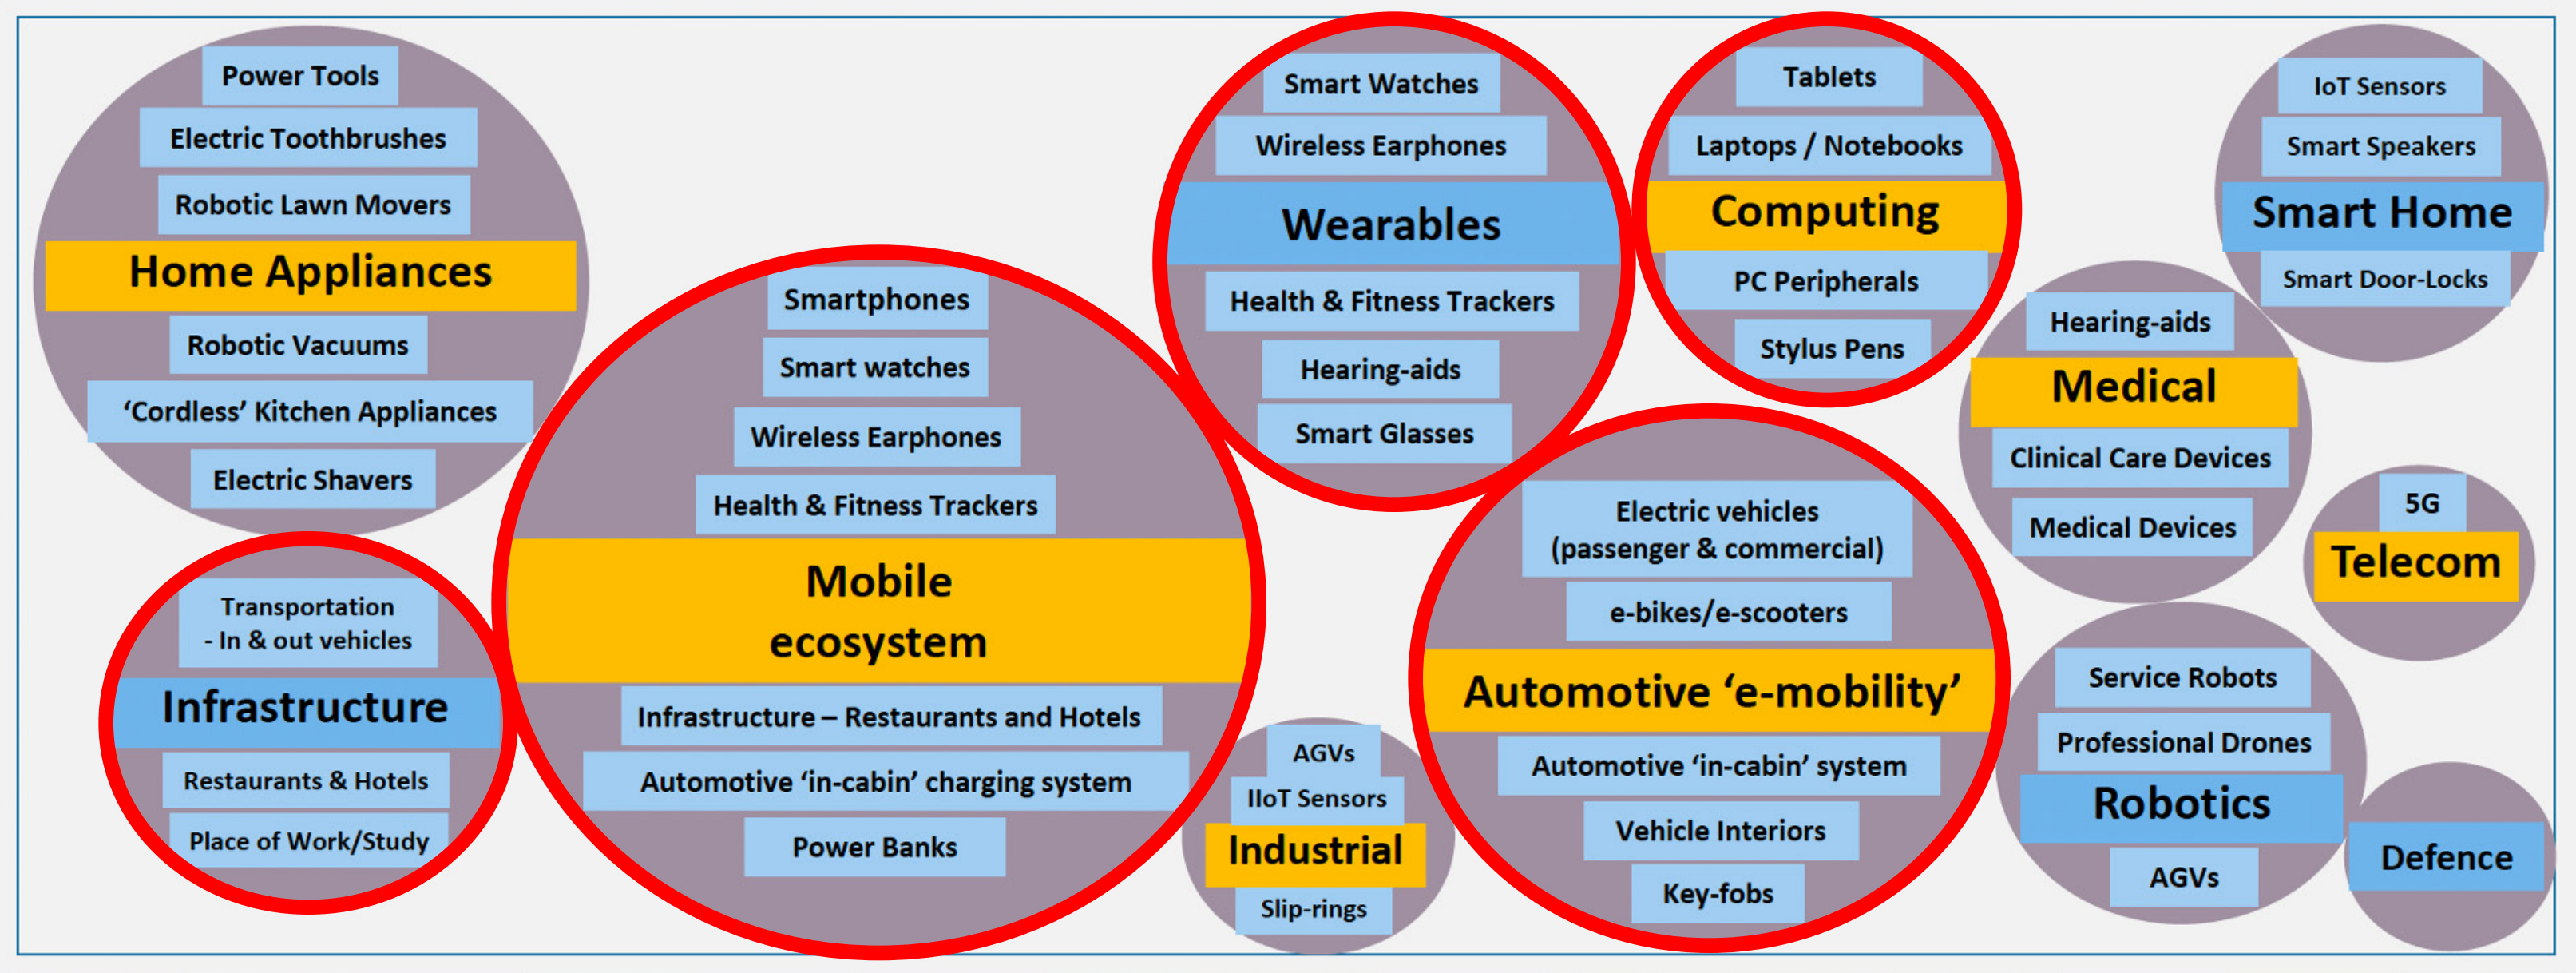 Power Tools
Electric Toothbrushes
Robotic Lawn Movers
Home Appliances
Robotic Vacuums
‘Cordless’ Kitchen Appliances
Electric Shavers
Transportation
- In & out vehicles
Infrastructure
Restaurants & Hotels
Place of Work/Study
Smartphones
Smart watches
Wireless Earphones
Health & Fitness Trackers
Mobile
ecosystem
Infrastructure – Restaurants and Hotels
Automotive ‘in-cabin’ charging system
Power Banks
Smart Watches
Wireless Earphones
Wearables
Health & Fitness Trackers
Hearing-aids
Smart Glasses
Tablets
Laptops / Notebooks
Computing
PC Peripherals
Stylus Pens
AGVs
IIoT Sensors
Industrial
Slip-rings
Electric vehicles
(passenger & commercial)
e-bikes/e-scooters
Automotive ‘e-mobility’
Automotive ‘in-cabin’ system
Vehicle Interiors
Key-fobs
IoT Sensors
Smart Speakers
Smart Home
Smart Door-Locks
Hearing-aids
Medical
Clinical Care Devices
Medical Devices
5G
Telecom
Service Robots
Professional Drones
Robotics
AGVs
Defence